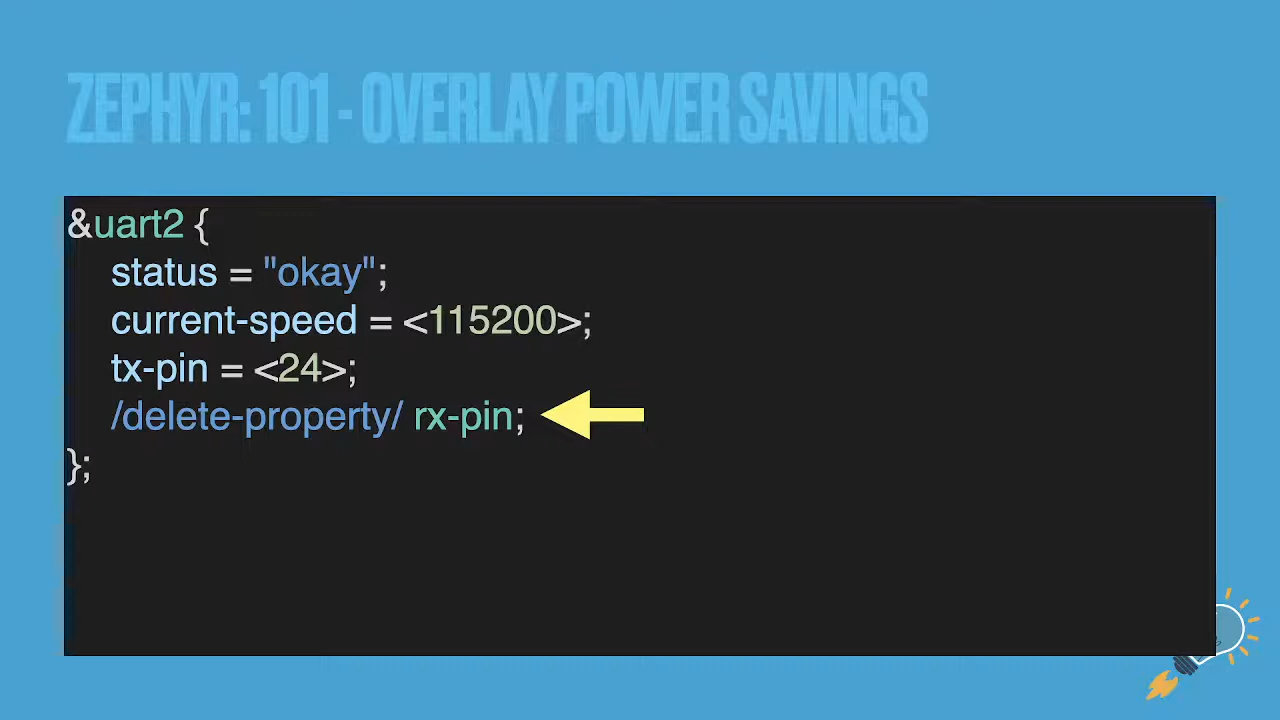 ZEPHYR: 101 - OVERLAY POWER SAVINGS
&uart2 {
status = "okay";
current-speed = <115200>;
tx-pin = <24>;
/delete-property/ rx-pin;
};